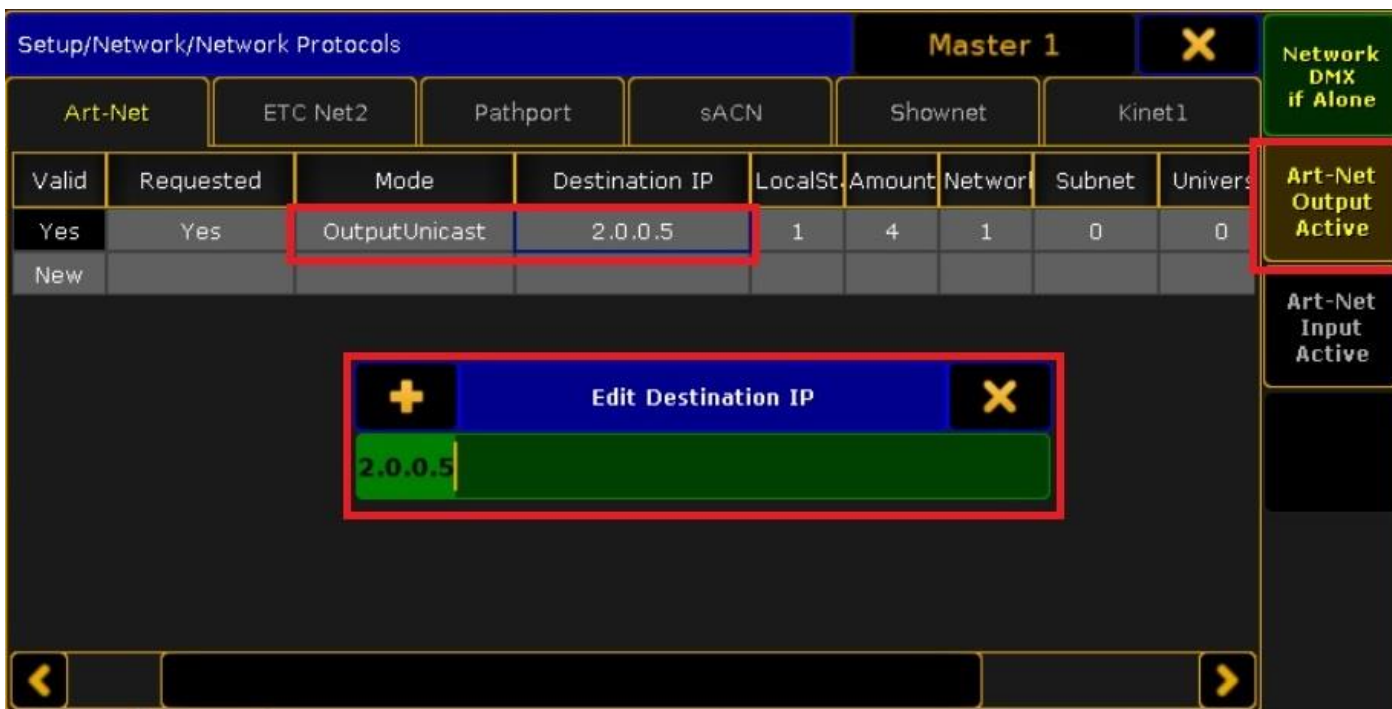 Setup/Network/Network Protocols
Master 1
Network
DMX
if Alone
Art-Net
ETC Net2
Pathport
sACN
Shownet
Kinet1
Valid
Requested
Mode
Destination IP
LocalSt.
Amount
Networl
Subnet
Univers
Yes
Yes
OutputUnicast
2.0.0.5
1
4
1
0
0
New
Art-Net
Output
Active
Art-Net
Input
Active
Edit Destination IP
2.0.0.5